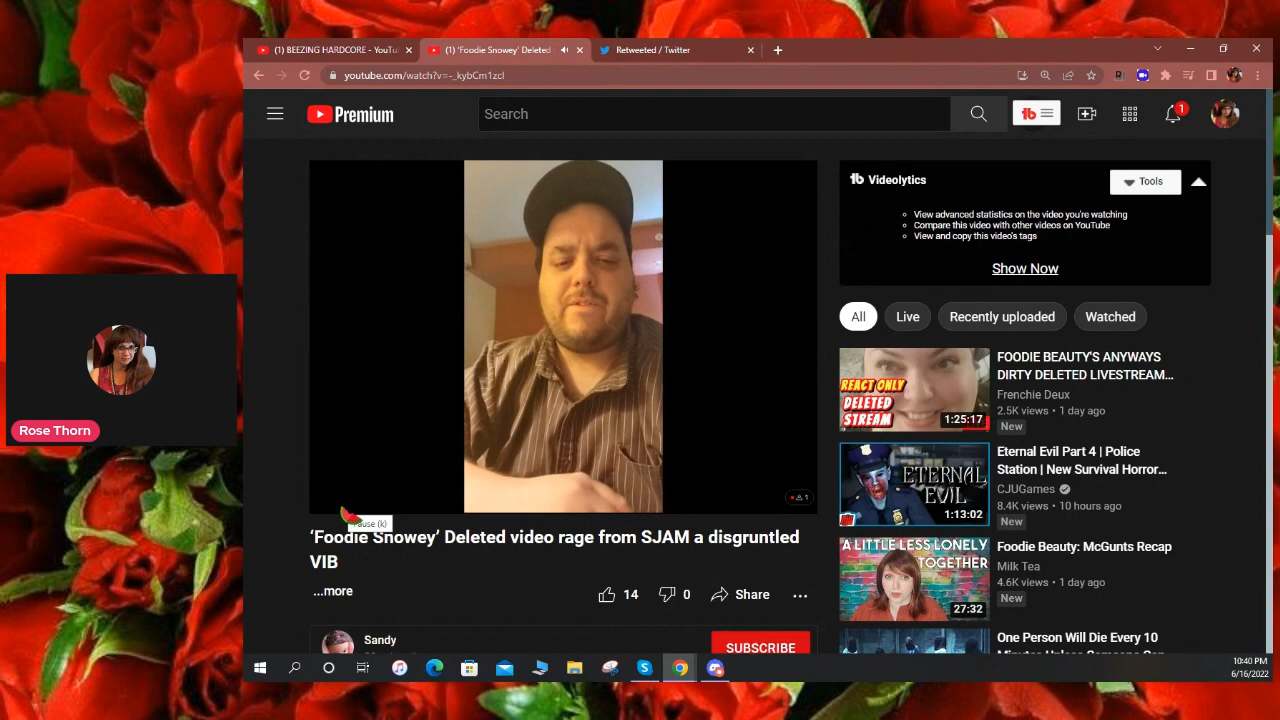 (1) BEEZING HARDCORE - YouTu
(1) 'Foodie Snowey' Deleted
Retweeted / Twitter
youtube.com/watch?v=-_kybCm1zcI
Premium
Search
1
Videolytics
Tools
View advanced statistics on the video you're watching
Compare this video with other videos on YouTube
View and copy this video's tags
Show Now
All
Live
Recently uploaded
Watched
Rose Thorn
REACT ONLY
DELETED
STREAM
1:25:17
FOODIE BEAUTY'S ANYWAYS
DIRTY DELETED LIVESTREAM...
Frenchie Deux
2.5K views • 1 day ago
New
ETERNAL
EVIL
1:13:02
Eternal Evil Part 4 | Police
Station | New Survival Horror...
CJUGames
8.4K views • 10 hours ago
New
1
Pause (k)
'Foodie Snowey' Deleted video rage from SJAM a disgruntled
VIB
...more
14
0
Share
A LITTLE LESS LONELY
TOGETHER
27:32
Foodie Beauty: McGunts Recap
Milk Tea
4.6K views • 1 day ago
New
One Person Will Die Every 10
Sandy
SUBSCRIBE
10:40 PM
6/16/2022